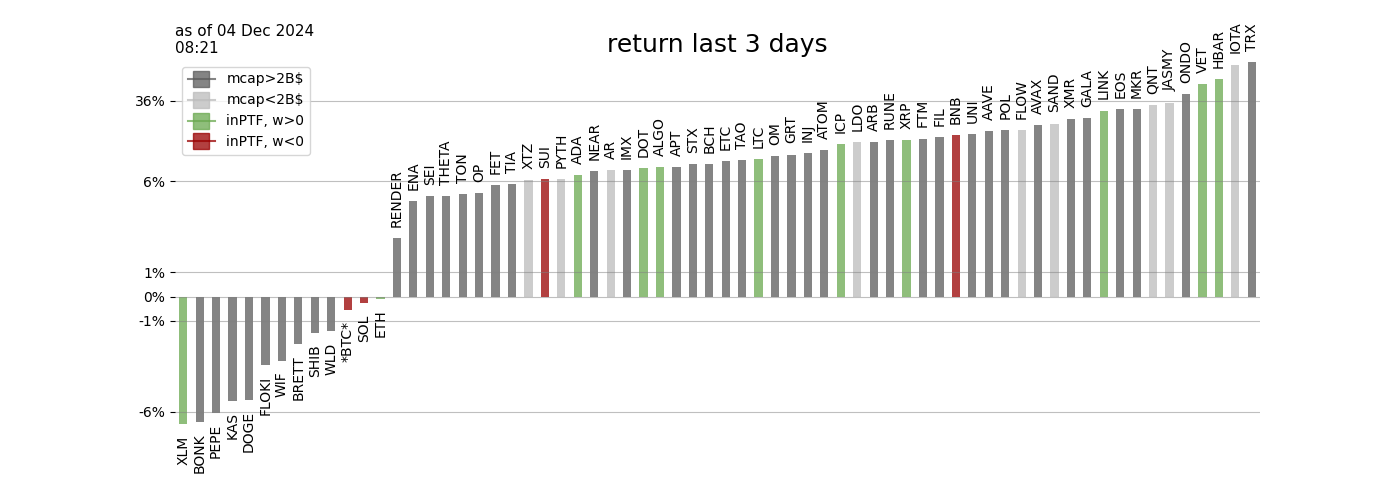 as of 04 Dec 2024
08:21
return last 3 days
mcap>2B$
mcap<2B$
inPTF, w>0
inPTF, w<0
36%
6%
1%
0%
-1%
-6%
XLM
BONK
PEPE
KAS
DOGE
FLOKI
WIF
BRETT
SHIB
WLD
*BTC*
SOL
ETH
RENDER
ENA
SEI
THETA
TON
OP
FET
TIA
XTZ
SUI
PYTH
ADA
NEAR
AR
IMX
DOT
ALGO
APT
STX
BCH
ETC
TAO
LTC
OM
GRT
INJ
ATOM
ICP
LDO
ARB
RUNE
XRP
FTM
FIL
BNB
UNI
AAVE
POL
FLOW
AVAX
SAND
XMR
GALA
LINK
EOS
MKR
QNT
JASMY
ONDO
VET
HBAR
IOTA
TRX